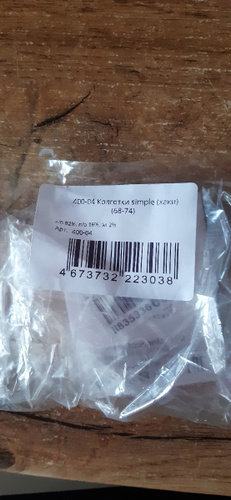 400-04 Колготки simple (хаки)
(68-74)
Арт. 400-04
4 673732 223038